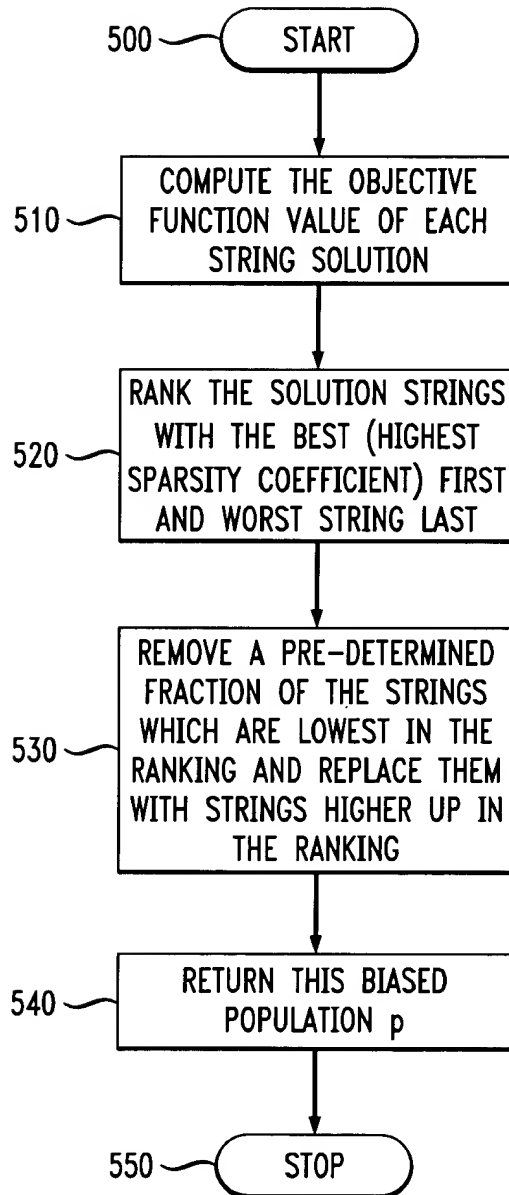 500
START
510
COMPUTE THE OBJECTIVE
FUNCTION VALUE OF EACH
STRING SOLUTION
520
RANK THE SOLUTION STRINGS
WITH THE BEST (HIGHEST
SPARSITY COEFFICIENT) FIRST
AND WORST STRING LAST
530
REMOVE A PRE-DETERMINED
FRACTION OF THE STRINGS
WHICH ARE LOWEST IN THE
RANKING AND REPLACE THEM
WITH STRINGS HIGHER UP IN
THE RANKING
540
RETURN THIS BIASED
POPULATION p
550
STOP